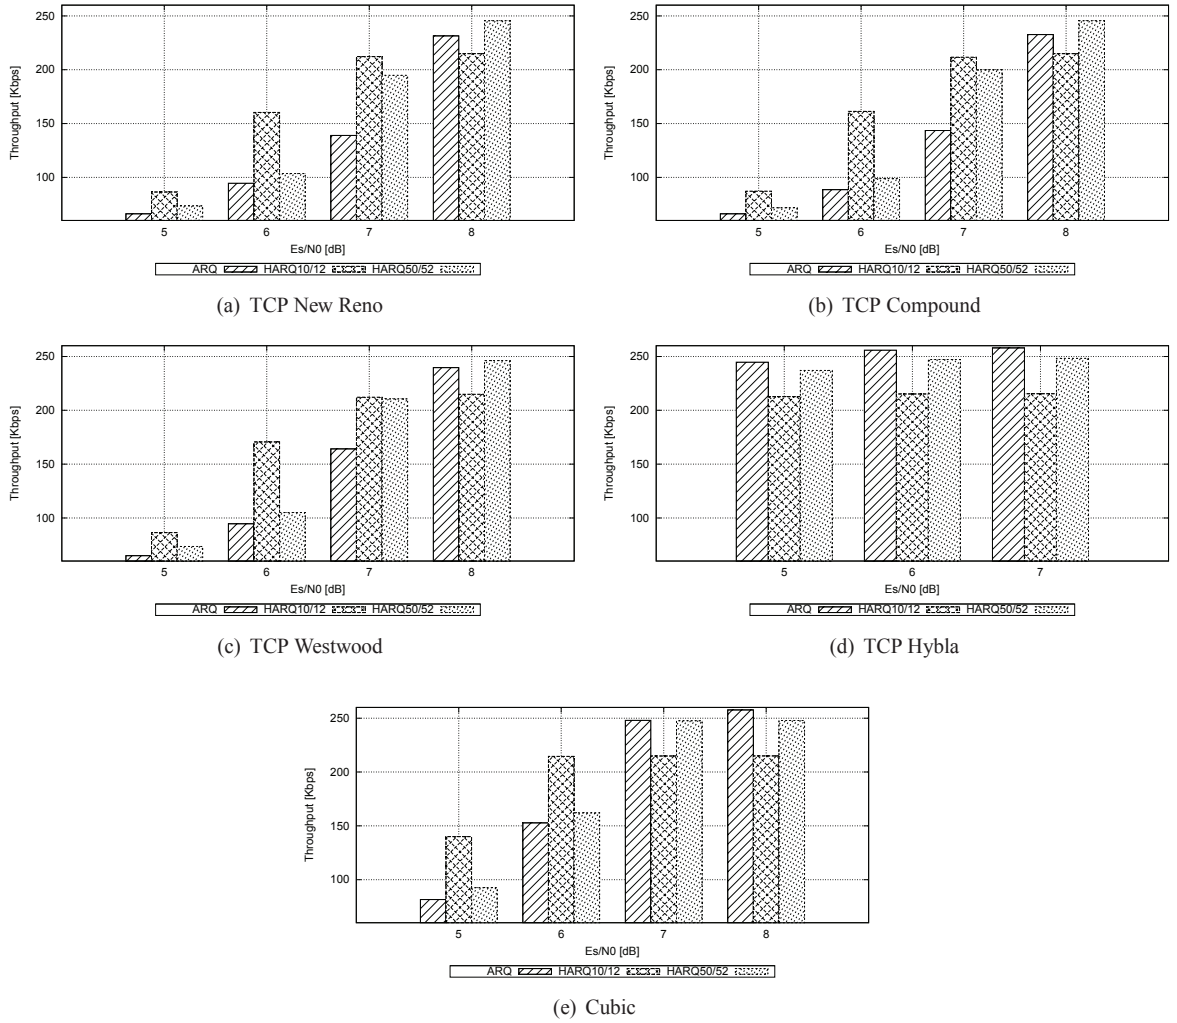 250
200
150
100
Throughput [Kbps]
5 6 7 8
Es/N0 [dB]
ARQ HARQ10/12 HARQ50/52
(a) TCP New Reno
250
200
150
100
Throughput [Kbps]
5 6 7 8
Es/N0 [dB]
ARQ HARQ10/12 HARQ50/52
(b) TCP Compound
250
200
150
100
Throughput [Kbps]
5 6 7 8
Es/N0 [dB]
ARQ HARQ10/12 HARQ50/52
(c) TCP Westwood
250
200
150
100
Throughput [Kbps]
5 6 7
Es/N0 [dB]
ARQ HARQ10/12 HARQ50/52
(d) TCP Hybla
250
200
150
100
Throughput [Kbps]
5 6 7 8
Es/N0 [dB]
ARQ HARQ10/12 HARQ50/52
(e) Cubic